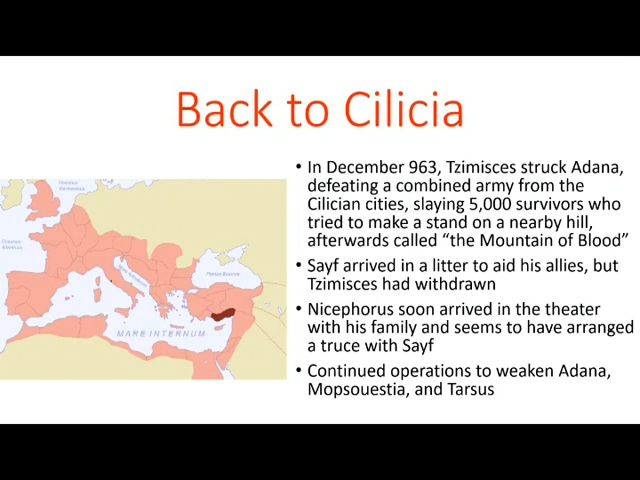 Back to Cilicia
• In December 963, Tzimisces struck Adana,
defeating a combined army from the
Cilician cities, slaying 5,000 survivors who
tried to make a stand on a nearby hill,
afterwards called “the Mountain of Blood”
• Sayf arrived in a litter to aid his allies, but
Tzimisces had withdrawn
• Nicephorus soon arrived in the theater
with his family and seems to have arranged
a truce with Sayf
• Continued operations to weaken Adana,
Mopsouestia, and Tarsus
MARE INTERNUM